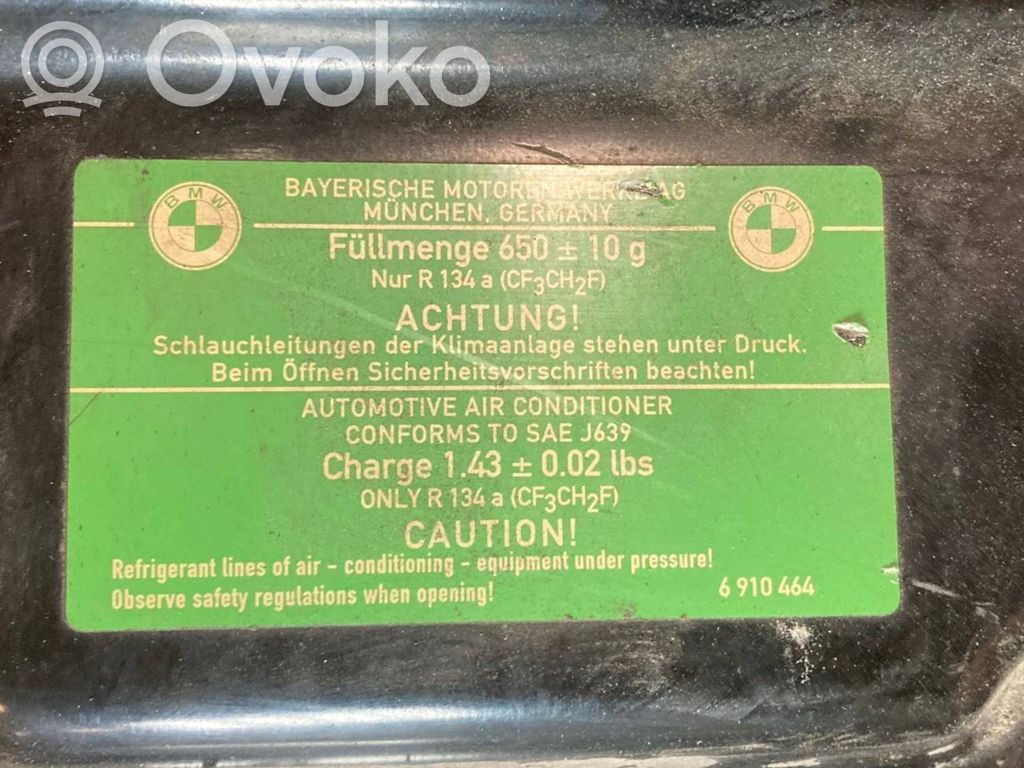 Ovoko
BAYERISCHE MOTOREN WERKE AG
MÜNCHEN, GERMANY
BMW
BMW
Füllmenge 650 ± 10 g
Nur R 134 a (CF3CH2F)
ACHTUNG!
Schlauchleitungen der Klimaanlage stehen unter Druck.
Beim Öffnen Sicherheitsvorschriften beachten!
AUTOMOTIVE AIR CONDITIONER
CONFORMS TO SAE J639
Charge 1.43 ± 0.02 lbs
ONLY R 134 a (CF3CH2F)
CAUTION!
Refrigerant lines of air - conditioning - equipment under pressure!
Observe safety regulations when opening!
6 910 464